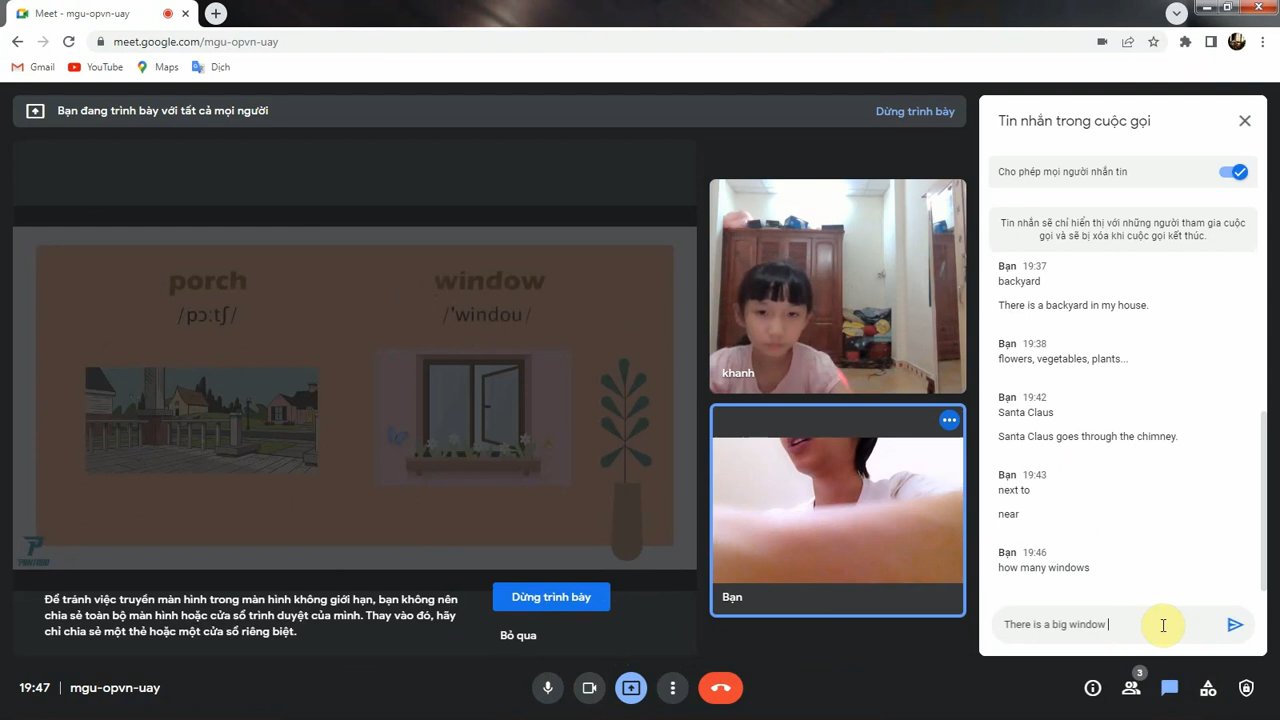 Meet - mgu-opvn-uay
meet.google.com/mgu-opvn-uay
Gmail
YouTube
Maps
Dịch
Bạn đang trình bày với tất cả mọi người
Dừng trình bày
porch
/pɔːtʃ/
window
/'windou/
Để tránh việc truyền màn hình trong màn hình không giới hạn, bạn không nên
chia sẻ toàn bộ màn hình hoặc cửa sổ trình duyệt của mình. Thay vào đó, hãy
chỉ chia sẻ một thẻ hoặc một cửa sổ riêng biệt.
Dừng trình bày
Bỏ qua
khanh
Bạn
Tin nhắn trong cuộc gọi
Cho phép mọi người nhắn tin
Tin nhắn sẽ chỉ hiển thị với những người tham gia cuộc
gọi và sẽ bị xóa khi cuộc gọi kết thúc.
Bạn 19:37
backyard
There is a backyard in my house.
Bạn 19:38
flowers, vegetables, plants...
Bạn 19:42
Santa Claus
Santa Claus goes through the chimney.
Bạn 19:43
next to
near
Bạn 19:46
how many windows
There is a big window
19:47 | mgu-opvn-uay
3